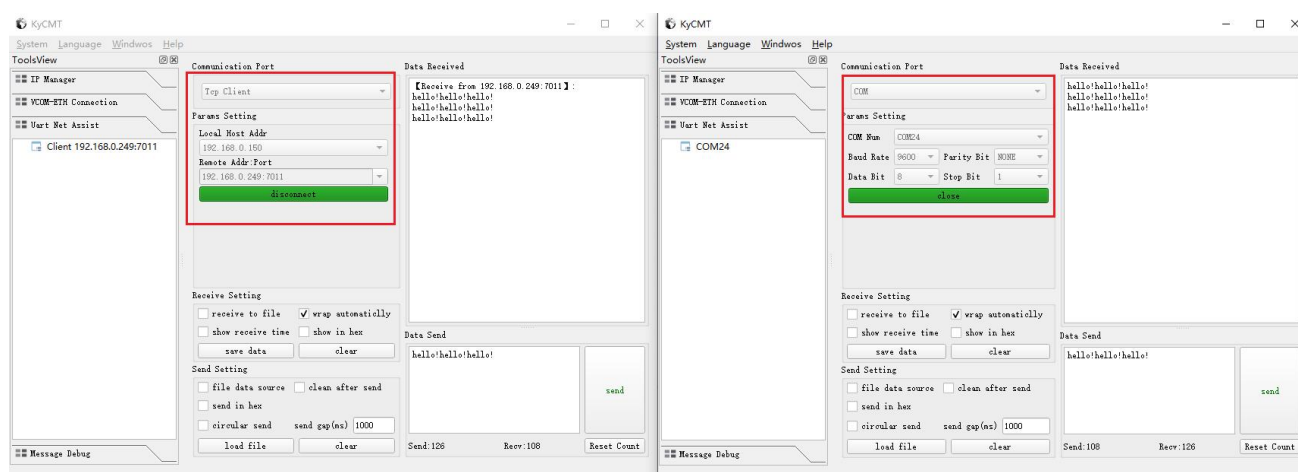 KyCMT
System Language Windwos Help
ToolsView
IP Manager
VCOM-ETH Connection
Uart Net Assist
Client 192.168.0.249:7011
Message Debug
Communication Port
Tcp Client
Params Setting
Local Host Addr
192.168.0.150
Remote Addr:Port
192.168.0.249:7011
disconnect
Receive Setting
receive to file wrap automaticlly
show receive time show in hex
save data clear
Send Setting
file data source clean after send
send in hex
circular send send gap(ms) 1000
load file clear
Data Received
【Receive from 192.168.0.249:7011】:
hello!hello!hello!
hello!hello!hello!
hello!hello!hello!
Data Send
hello!hello!hello!
send
Send:126 Recv:108 Reset Count
KyCMT
System Language Windwos Help
ToolsView
IP Manager
VCOM-ETH Connection
Uart Net Assist
COM24
Message Debug
Communication Port
COM
Params Setting
COM Num COM24
Baud Rate 9600 Parity Bit NONE
Data Bit 8 Stop Bit 1
close
Receive Setting
receive to file wrap automaticlly
show receive time show in hex
save data clear
Send Setting
file data source clean after send
send in hex
circular send send gap(ms) 1000
load file clear
Data Received
hello!hello!hello!
hello!hello!hello!
hello!hello!hello!
Data Send
hello!hello!hello!
send
Send:108 Recv:126 Reset Count